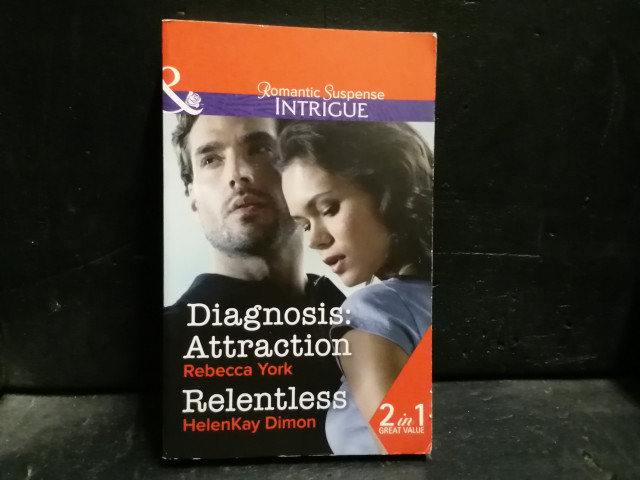 Romantic Suspense
INTRIGUE
Diagnosis:
Attraction
Rebecca York
Relentless
HelenKay Dimon
2 in 1
GREAT VALUE